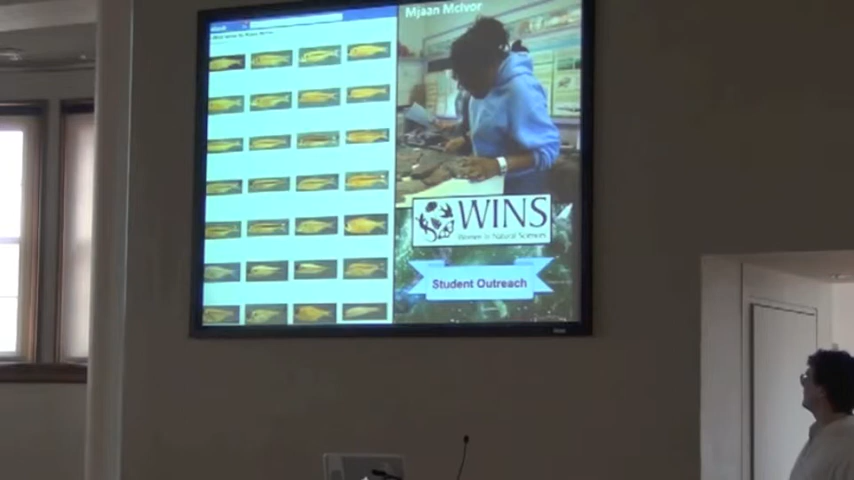 Mjaan McIvor
WINS
Women in Natural Sciences
Student Outreach